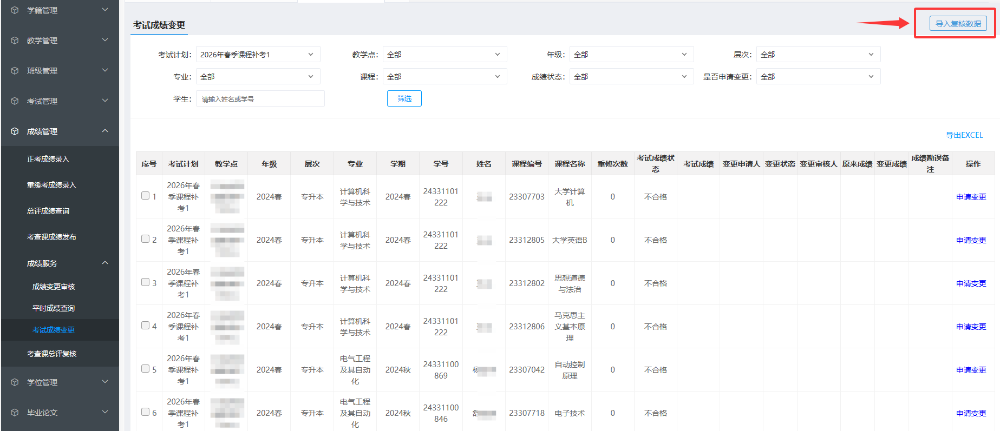 学籍管理
教学管理
班级管理
考试管理
成绩管理
正考成绩录入
重缓考成绩录入
总评成绩查询
考查课成绩发布
成绩服务
成绩变更审核
平时成绩查询
考试成绩变更
考查课总评复核
学位管理
毕业论文
考试成绩变更
导入复核数据
考试计划： 2026年春季课程补考1 教学点： 全部 年级： 全部 层次： 全部
专业： 全部 课程： 全部 成绩状态： 全部 是否申请变更： 全部
学生： 请输入姓名或学号 筛选
导出EXCEL
序号 考试计划 教学点 年级 层次 专业 学期 学号 姓名 课程编号 课程名称 重修次数 考试成绩状态 考试成绩 变更申请人 变更状态 变更审核人 原来成绩 变更成绩 成绩勘误备注 操作
1 2026年春季课程补考1 2024春 专升本 计算机科学与技术 2024春 24331101222 23307703 大学计算机 0 不合格 申请变更
2 2026年春季课程补考1 2024春 专升本 计算机科学与技术 2024春 24331101222 23312805 大学英语B 0 不合格 申请变更
3 2026年春季课程补考1 2024春 专升本 计算机科学与技术 2024春 24331101222 23312802 思想道德与法治 0 不合格 申请变更
4 2026年春季课程补考1 2024春 专升本 计算机科学与技术 2024春 24331101222 23312806 马克思主义基本原理 0 不合格 申请变更
5 2026年春季课程补考1 2024春 专升本 电气工程及其自动化 2024秋 24331100869 杨 23307042 自动控制原理 0 不合格 申请变更
6 2026年春季课程补考1 2024春 专升本 电气工程及其自动化 2024秋 24331100846 舒 23307718 电子技术 0 不合格 申请变更